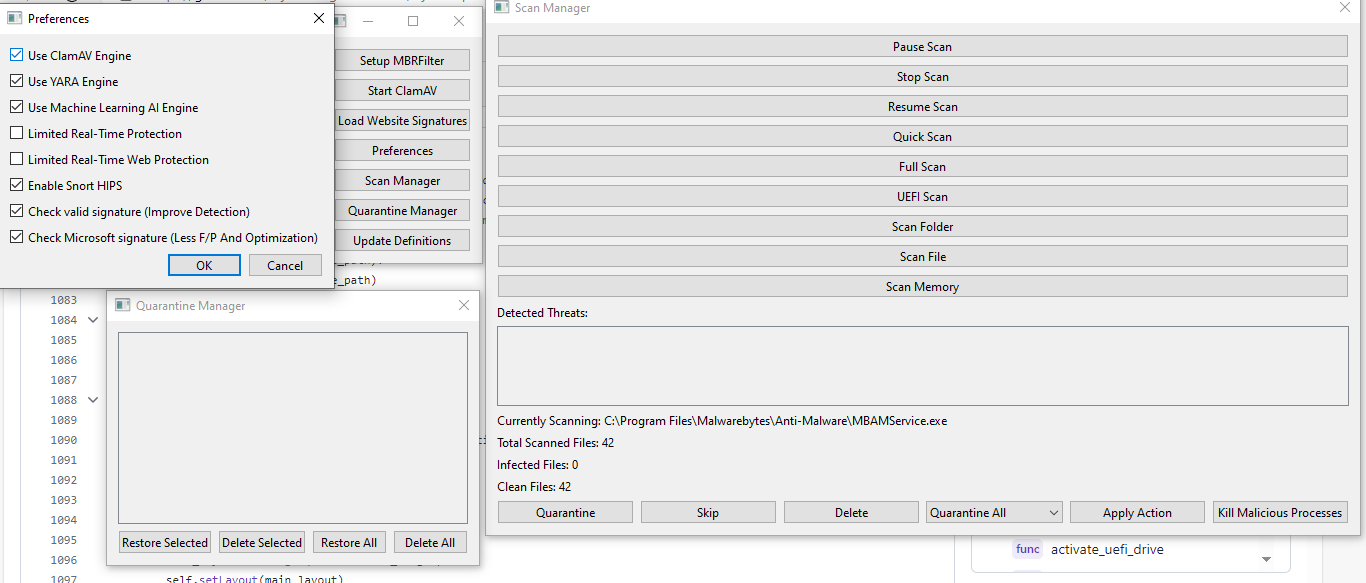 Preferences
Use ClamAV Engine
Use YARA Engine
Use Machine Learning AI Engine
Limited Real-Time Protection
Limited Real-Time Web Protection
Enable Snort HIPS
Check valid signature (Improve Detection)
Check Microsoft signature (Less F/P And Optimization)
OK
Cancel
Setup MBRFilter
Start ClamAV
Load Website Signatures
Preferences
Scan Manager
Quarantine Manager
Update Definitions
Scan Manager
Pause Scan
Stop Scan
Resume Scan
Quick Scan
Full Scan
UEFI Scan
Scan Folder
Scan File
Scan Memory
Detected Threats:
Currently Scanning: C:\Program Files\Malwarebytes\Anti-Malware\MBAMService.exe
Total Scanned Files: 42
Infected Files: 0
Clean Files: 42
Quarantine
Skip
Delete
Quarantine All
Apply Action
Kill Malicious Processes
e_path)
1083
1084
1085
1086
1087
1088
1089
1090
1091
1092
1093
1094
1095
1096
1097
Quarantine Manager
Restore Selected
Delete Selected
Restore All
Delete All
self.setLayout(main_layout)
func activate_uefi_drive